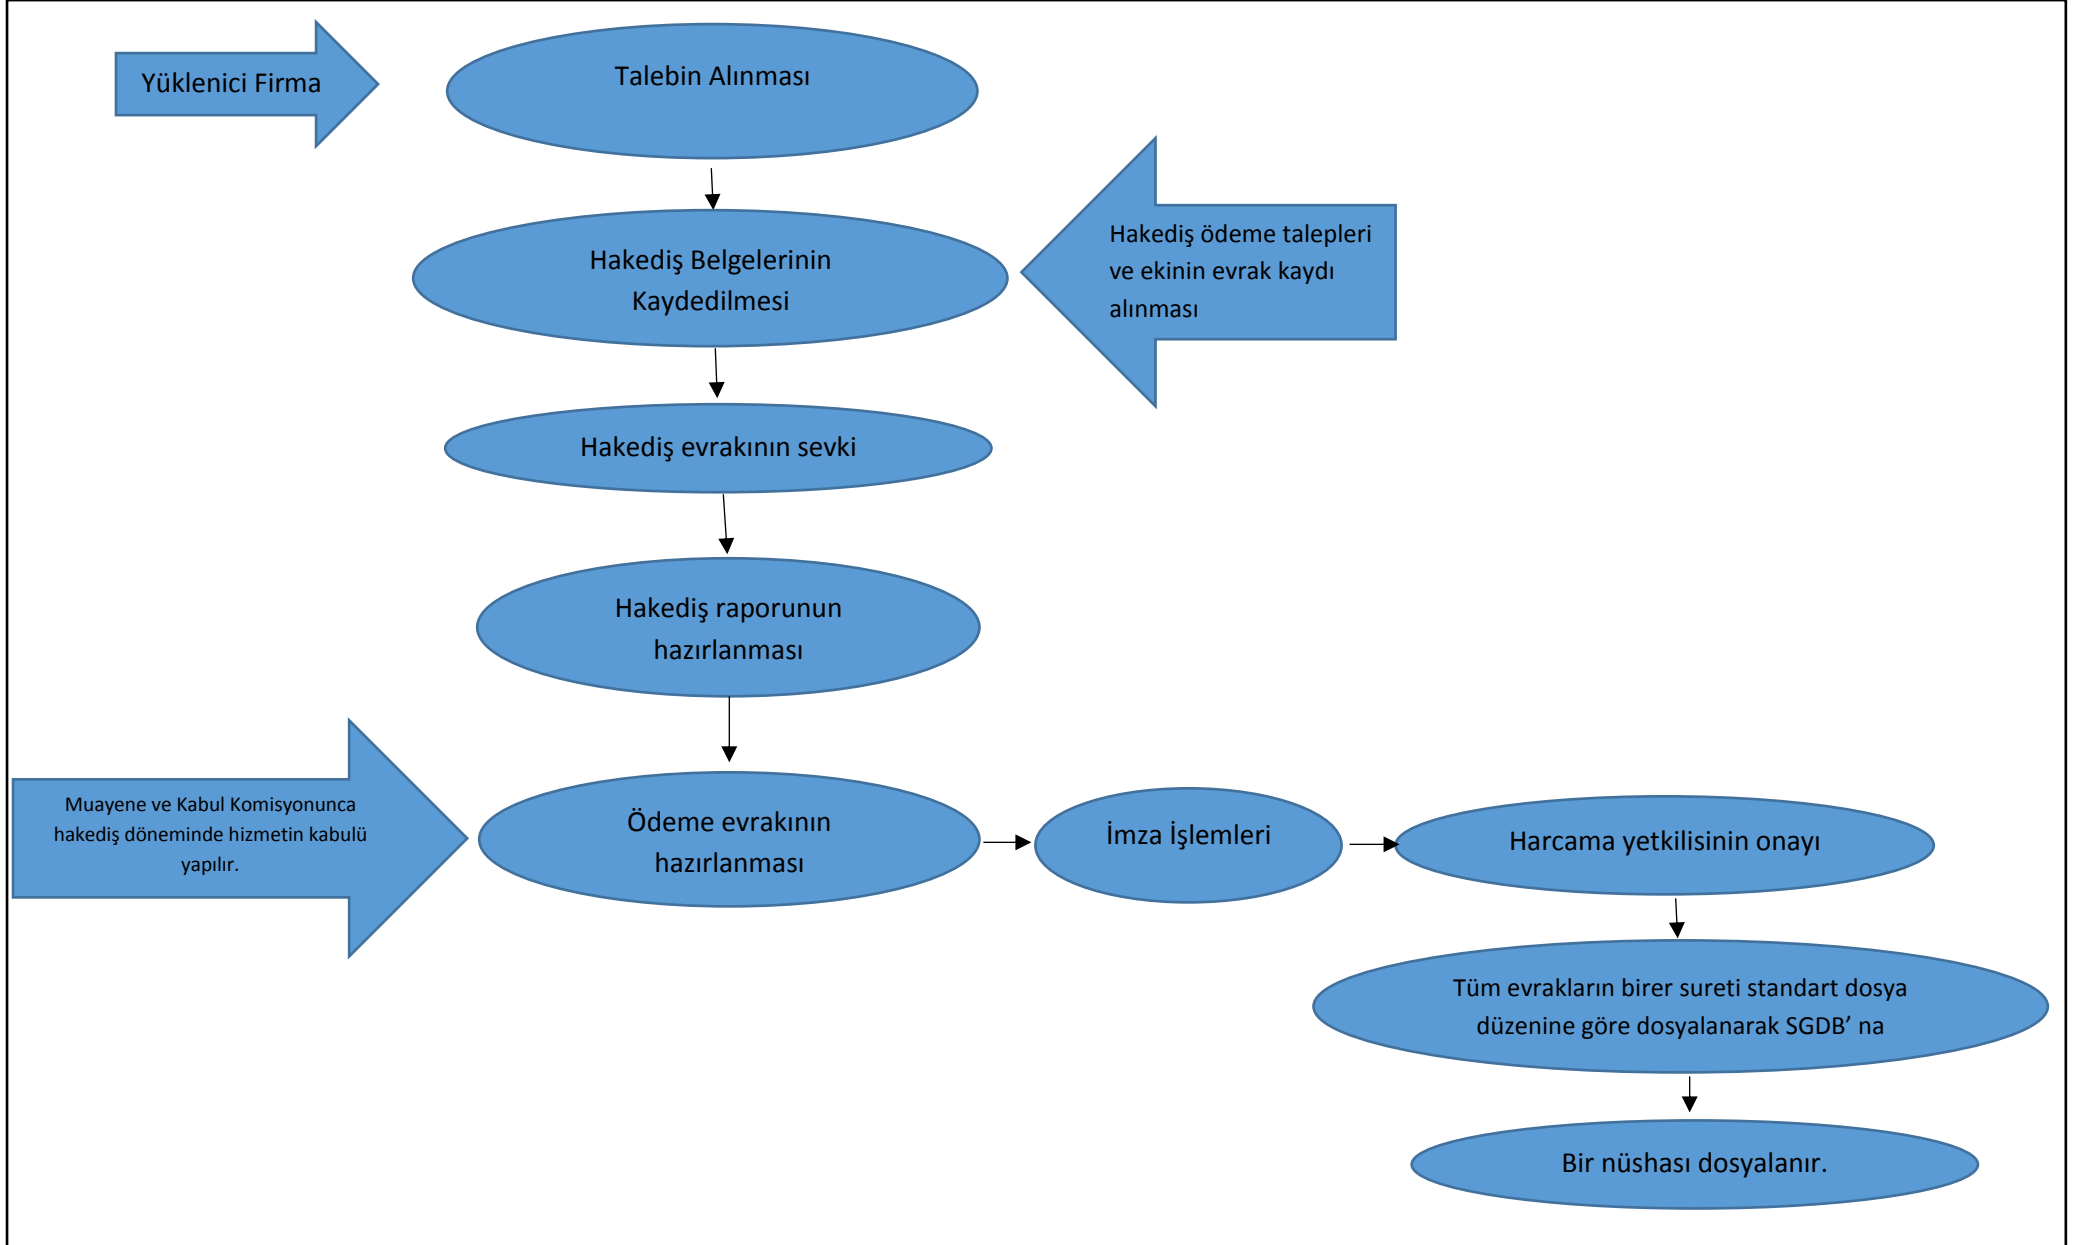 Yüklenici Firma
Talebin Alınması
Hakediş Belgelerinin
Kaydedilmesi
Hakediş ödeme talepleri
ve ekinin evrak kaydı
alınması
Hakediş evrakının sevki
Hakediş raporunun
hazırlanması
Muayene ve Kabul Komisyonunca
hakediş döneminde hizmetin kabulü
yapılır.
Ödeme evrakının
hazırlanması
İmza İşlemleri
Harcama yetkilisinin onayı
Tüm evrakların birer sureti standart dosya
düzenine göre dosyalanarak SGDB’ na
Bir nüshası dosyalanır.